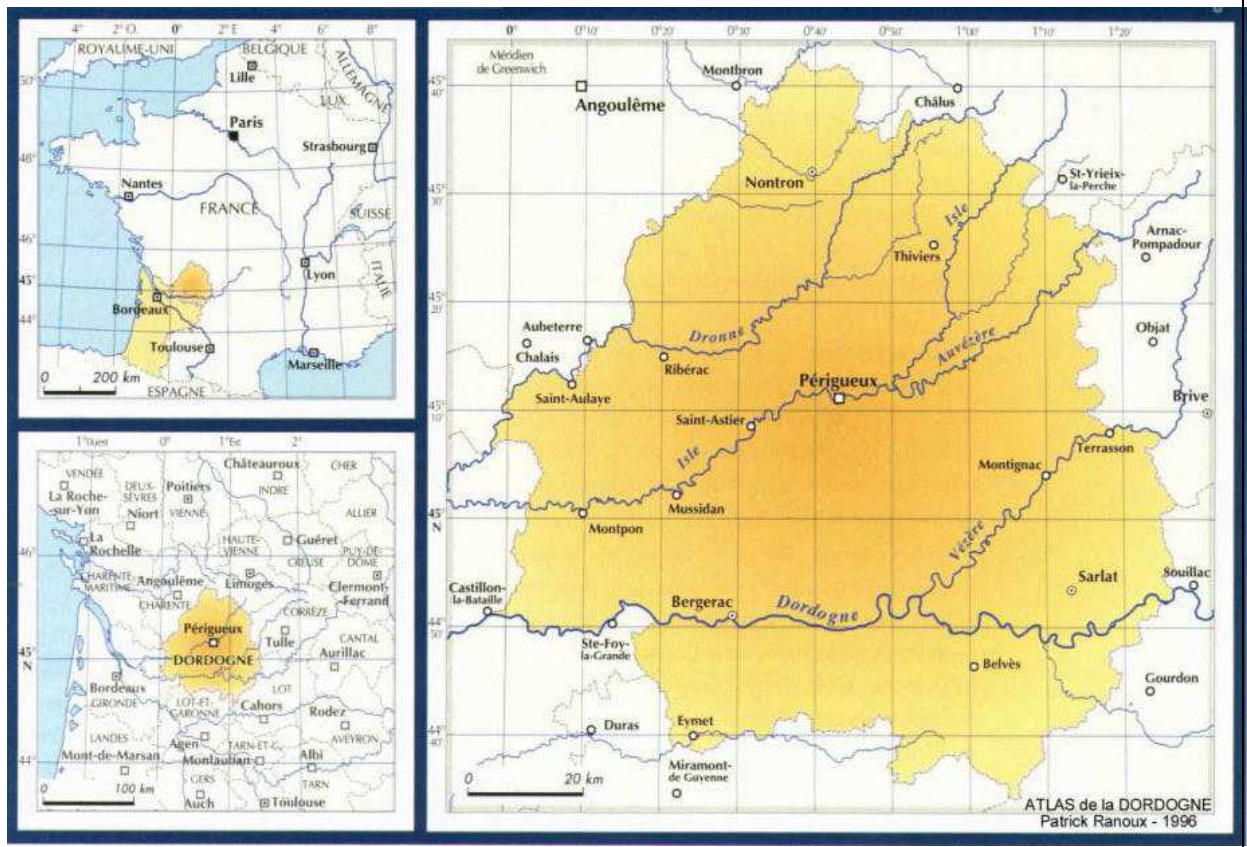 4° 2° O. 0° 2° E 4° 6° 8°
ROYAUME-UNI
BELGIQUE
ALLEMAGNE
50°
Lille
LUX.
Paris
Strasbourg
48°
Nantes
FRANCE
SUISSE
46°
Lyon
ITALIE
45°
Bordeaux
44°
Toulouse
Marseille
0 200 km
ESPAGNE
1° Ouest 0° 1° Est 2°
Châteauroux
CHER
VENDÉE
DEUX-
SÈVRES
Poitiers
INDRE
La Roche-
sur-Yon
VIENNE
Niort
ALLIER
La
Rochelle
HAUTE-
VIENNE
Guéret
46°
CREUSE
PUY-DE-
DÔME
CHARENTE
MARITIME
Angoulême
Limoges
Clermont-
Ferrand
CHARENTE
CORRÈZE
Périgueux
Tulle
CANTAL
DORDOGNE
Aurillac
45°
N
Bordeaux
LOT
GIRONDE
LOT-ET-
GARONNE
Cahors
Rodez
LANDES
Agen
TARN-ET-G.
AVEYRON
Mont-de-Marsan
Montauban
Albi
44°
GERS
TARN
0 100 km
Auch
Toulouse
0° 0°10 0°20 0°30 0°40 0°50 1°00 1°10 1°20
Méridien
de Greenwich
Montbron
45°
40'
Angoulême
Châlus
Nontron
St-Yrieix-
la-Perche
45°
30'
Isle
Arnac-
Pompadour
Thiviers
45°
20'
Aubeterre
Dronne
Auvézère
Objat
Chalais
Ribérac
Saint-Aulaye
Périgueux
Brive
45°
10'
Saint-Astier
Terrasson
Isle
Montignac
Mussidan
45°
N
Montpon
Vézère
Sarlat
Souillac
Castillon-
la-Bataille
Bergerac
Dordogne
44°
50'
Ste-Foy-
la-Grande
Belvès
Gourdon
Duras
Eymet
44°
40'
Miramont-
de Guyenne
0 20 km
ATLAS de la DORDOGNE
Patrick Ranoux - 1996